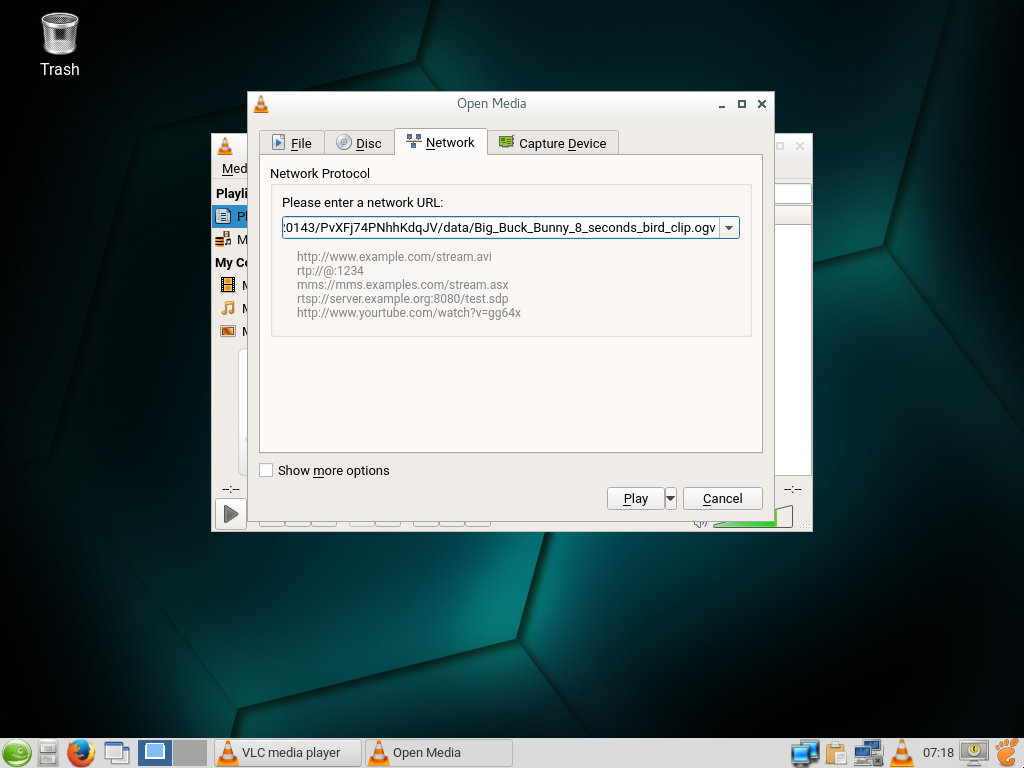 Trash
Open Media
File
Disc
Network
Capture Device
Med
Network Protocol
Playli
Please enter a network URL:
:0143/PvXFj74PNhhKdqJV/data/Big_Buck_Bunny_8_seconds_bird_clip.ogv
http://www.example.com/stream.avi
My Co
rtp://@:1234
mms://mms.examples.com/stream.asx
rtsp://server.example.org:8080/test.sdp
http://www.yourtube.com/watch?v=gg64x
Show more options
--:--
--:--
Play
Cancel
VLC media player
Open Media
07:18